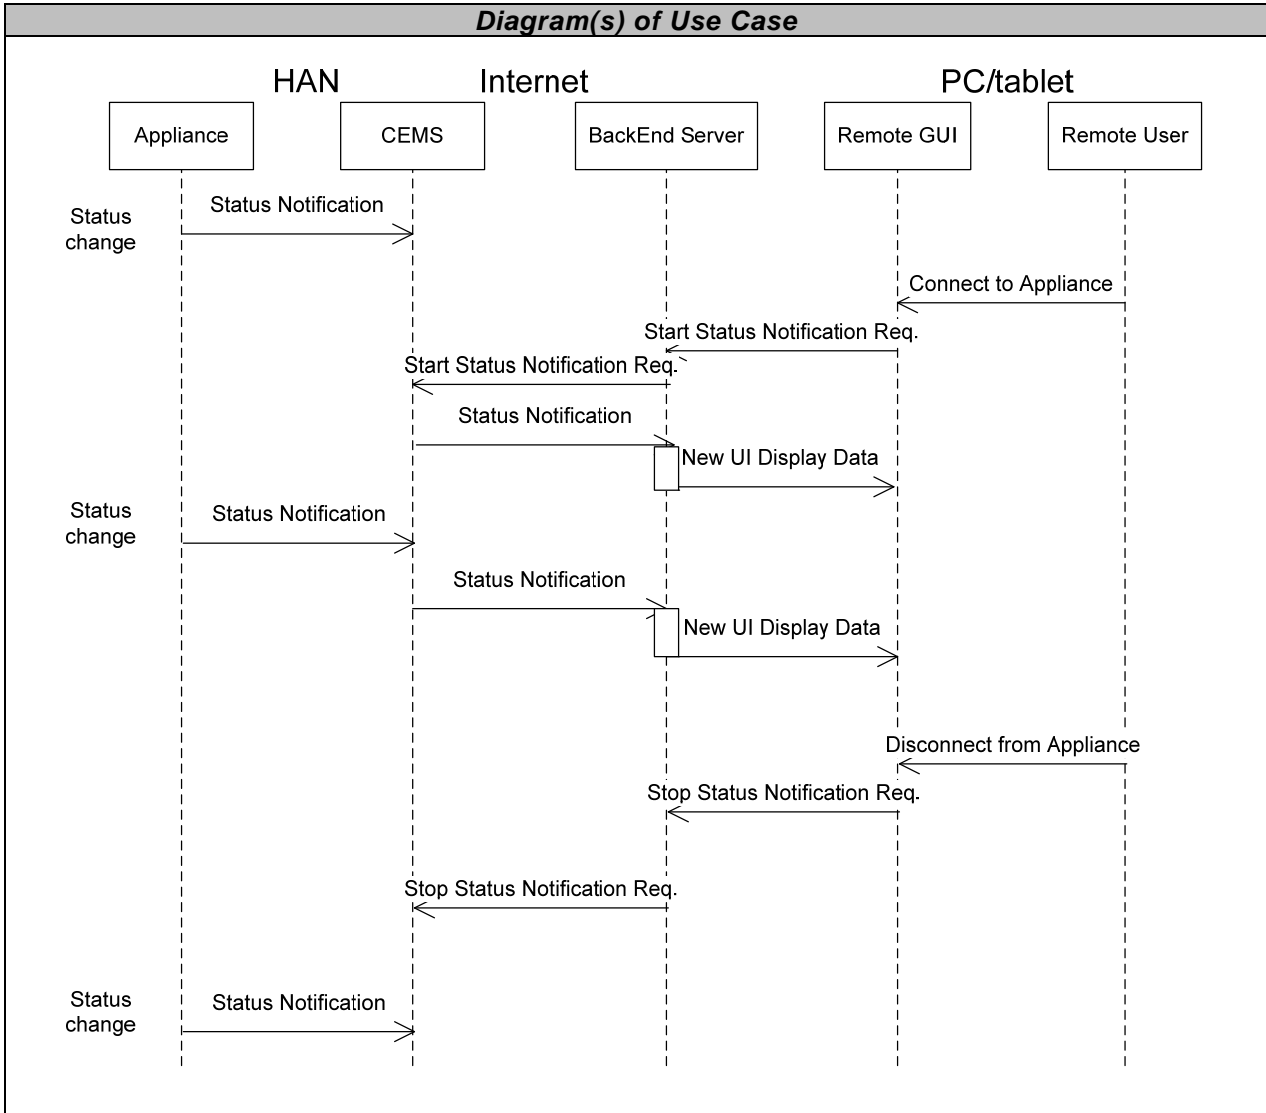 Diagram(s) of Use Case
HAN
Internet
PC/tablet
Appliance
CEMS
BackEnd Server
Remote GUI
Remote User
Status Notification
Status
change
Connect to Appliance
Start Status Notification Req.
Start Status Notification Req.
Status Notification
New UI Display Data
Status
change
Status Notification
Status Notification
New UI Display Data
Disconnect from Appliance
Stop Status Notification Req.
Stop Status Notification Req.
Status
change
Status Notification